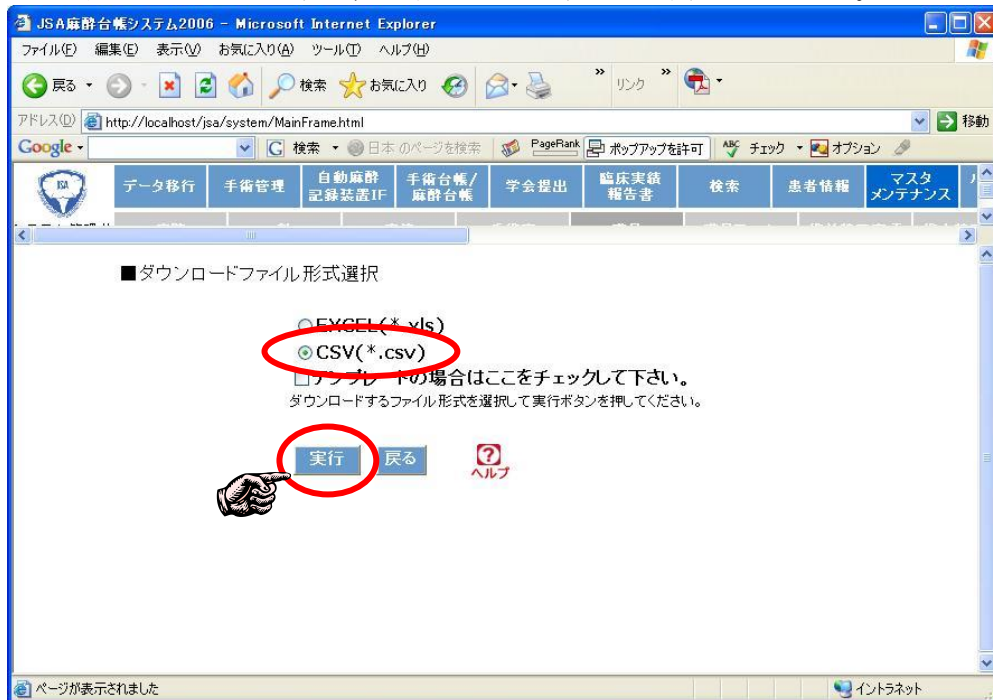 JSA麻酔台帳システム2006 - Microsoft Internet Explorer
ファイル(F) 編集(E) 表示(V) お気に入り(A) ツール(T) ヘルプ(H)
戻る 検索 お気に入り » リンク »
アドレス(D) http://localhost/jsa/system/MainFrame.html 移動
Google 検索 日本 のページを検索 PageRank ポップアップを許可 ABC チェック オプション
JSA データ移行 手術管理 自動麻酔 記録装置IF 手術台帳/ 麻酔台帳 学会提出 臨床実績 報告書 検索 患者情報 マスタ メンテナンス
■ダウンロードファイル形式選択
EXCEL(*.xls)
CSV(*.csv)
テンプレートの場合はここをチェックして下さい。
ダウンロードするファイル形式を選択して実行ボタンを押してください。
実行 戻る ?
ヘルプ
ページが表示されました イントラネット